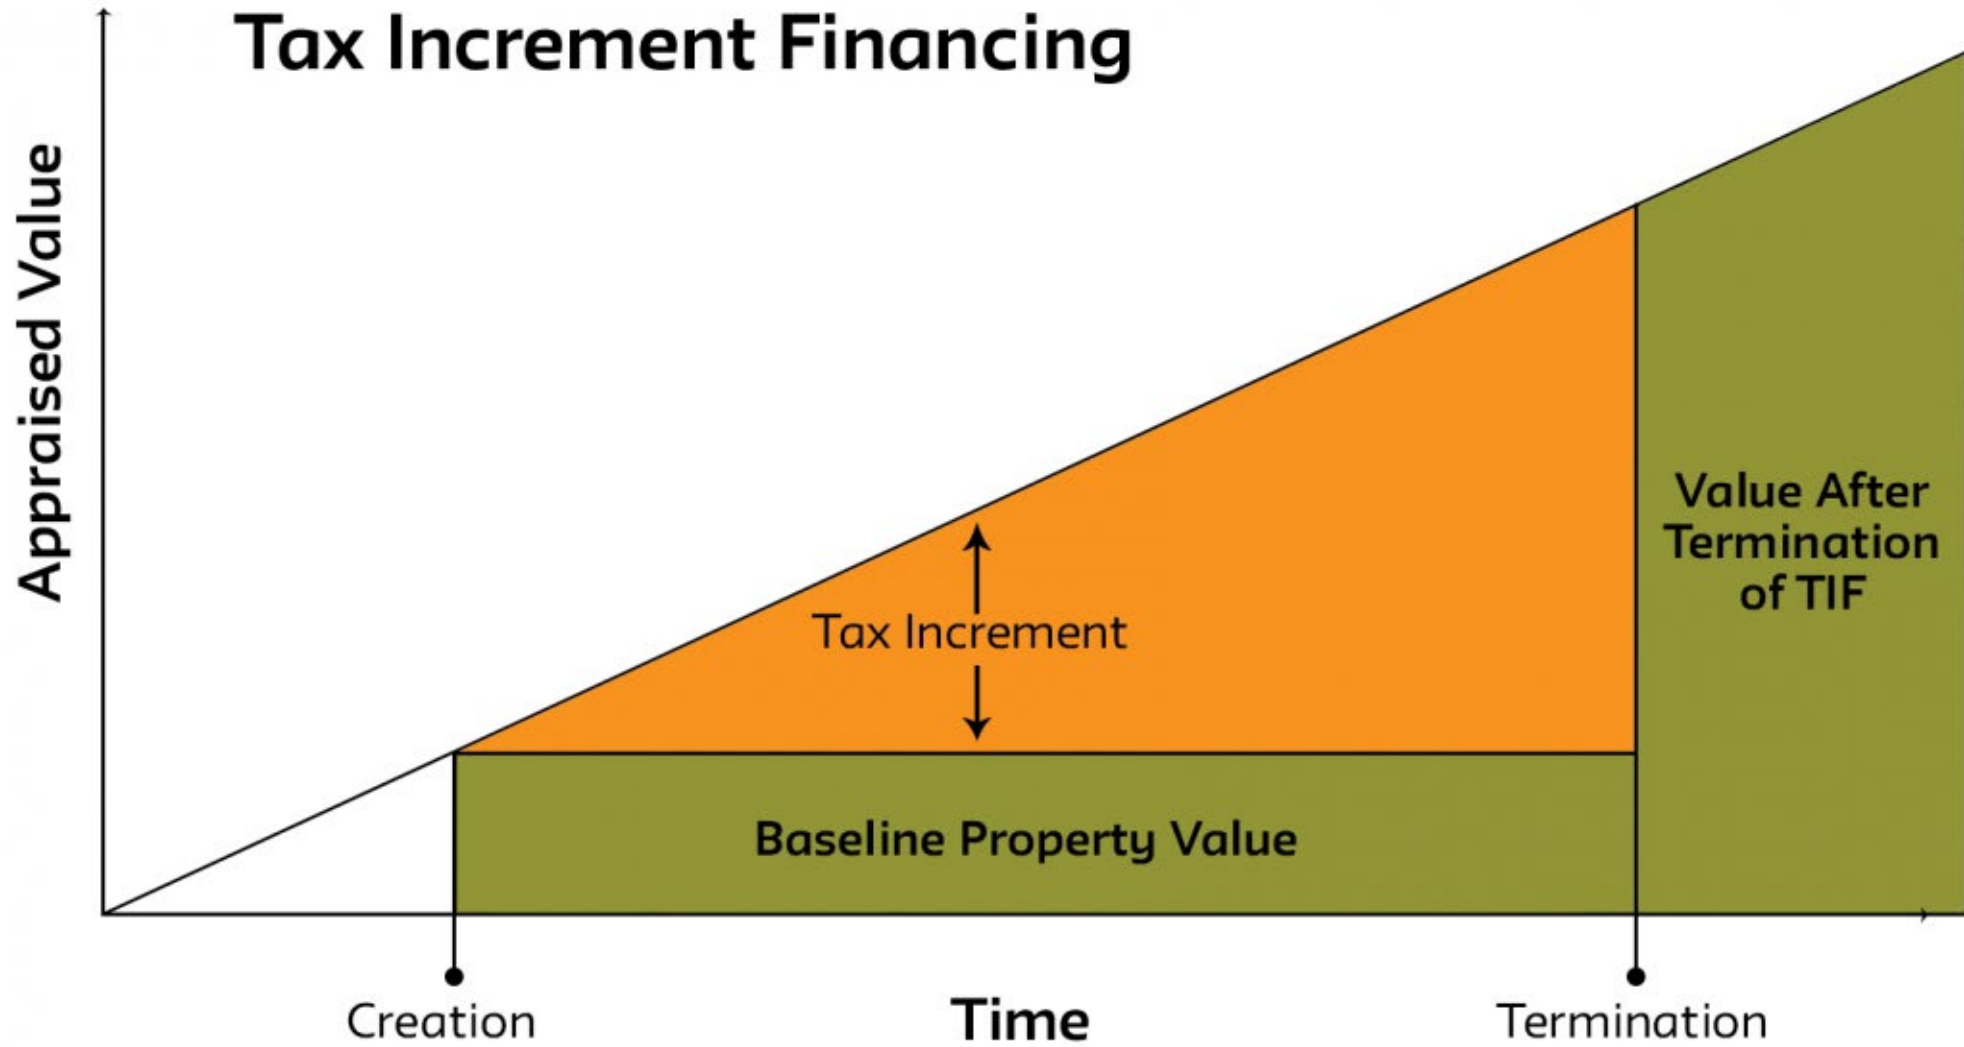 Tax Increment Financing
Appraised Value
Tax Increment
Value After
Termination
of TIF
Baseline Property Value
Creation
Time
Termination